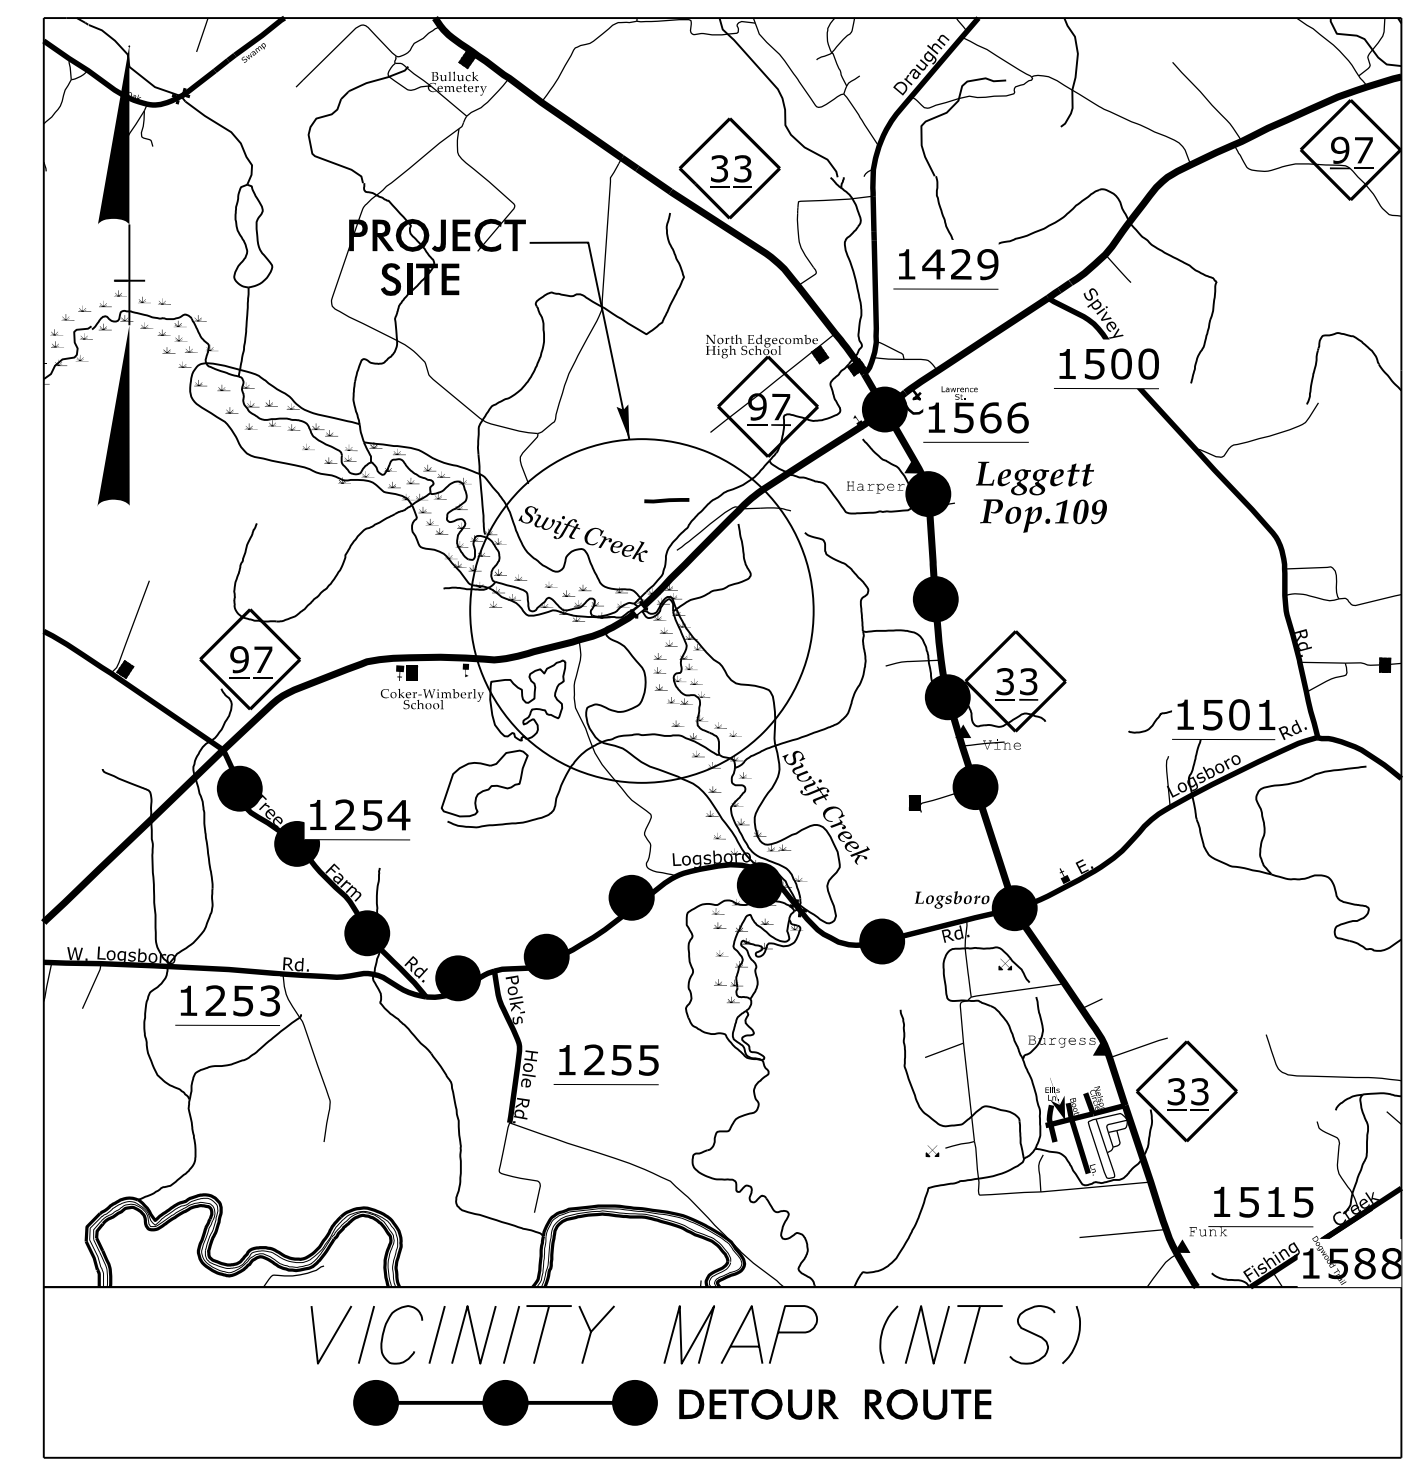 Swamp
Bulluck
Cemetery
Draughn
33
97
PROJECT
SITE
1429
Spivey
North Edgecombe
High School
1500
97
Lawrence
St.
1566
Harper
Leggett
Pop.109
Swift Creek
Rd.
97
33
Coker-Wimberly
School
1501
Rd.
Vine
Logsboro
Swift Creek
Tree
1254
Farm
Logsboro
E.
Logsboro
Rd.
W. Logsboro
Rd.
Rd.
1253
Polk's
Hole Rd.
1255
Burgess
Ellis
Ln.
33
1515
Creek
Funk
Fishing
Dogwood Trail
1588
VICINITY MAP (NTS)
DETOUR ROUTE